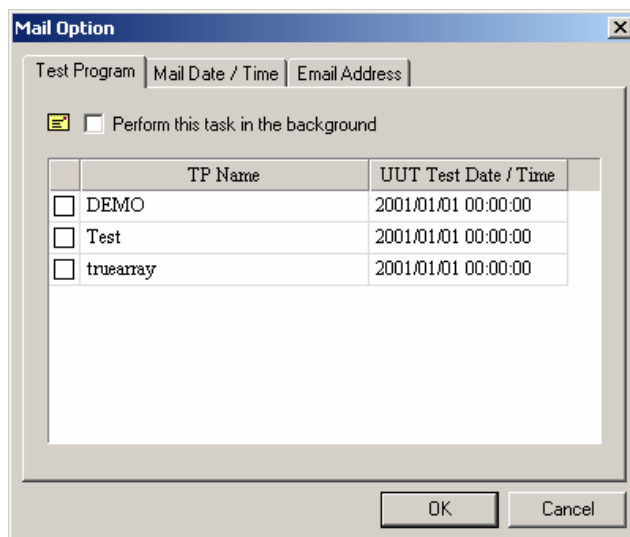 Mail Option
Test Program Mail Date / Time Email Address
Perform this task in the background
TP Name UUT Test Date / Time
DEMO 2001/01/01 00:00:00
Test 2001/01/01 00:00:00
truearray 2001/01/01 00:00:00
OK Cancel